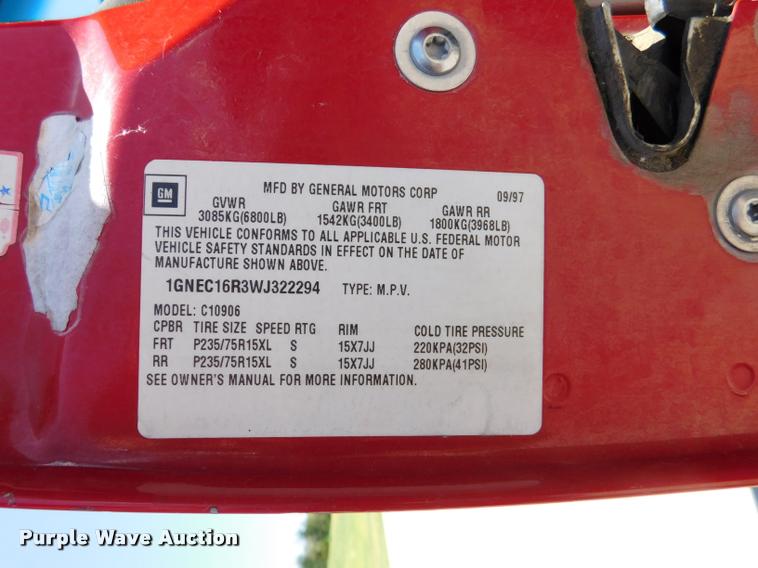 GM
MFD BY GENERAL MOTORS CORP 09/97
GVWR GAWR FRT GAWR RR
3085KG(6800LB) 1542KG(3400LB) 1800KG(3968LB)
THIS VEHICLE CONFORMS TO ALL APPLICABLE U.S. FEDERAL MOTOR
VEHICLE SAFETY STANDARDS IN EFFECT ON THE DATE OF
MANUFACTURE SHOWN ABOVE.
1GNEC16R3WJ322294 TYPE: M.P.V.
MODEL: C10906
CPBR TIRE SIZE SPEED RTG RIM COLD TIRE PRESSURE
FRT P235/75R15XL S 15X7JJ 220KPA(32PSI)
RR P235/75R15XL S 15X7JJ 280KPA(41PSI)
SEE OWNER'S MANUAL FOR MORE INFORMATION.
Purple Wave Auction